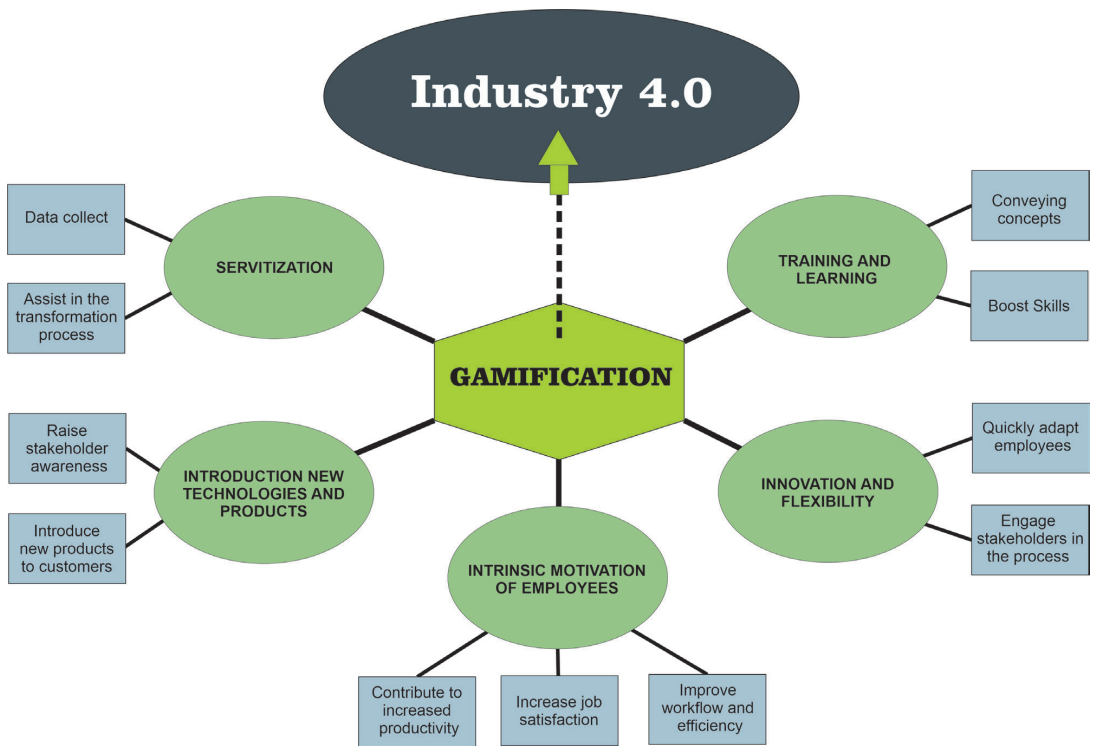 Industry 4.0
Data collect
SERVITIZATION
Assist in the
transformation
process
TRAINING AND
LEARNING
Conveying
concepts
Boost Skills
GAMIFICATION
Raise
stakeholder
awareness
INTRODUCTION NEW
TECHNOLOGIES AND
PRODUCTS
Introduce
new products
to customers
INNOVATION AND
FLEXIBILITY
Quickly adapt
employees
Engage
stakeholders in
the process
INTRINSIC MOTIVATION
OF EMPLOYEES
Contribute to
increased
productivity
Increase job
satisfaction
Improve
workflow and
efficiency